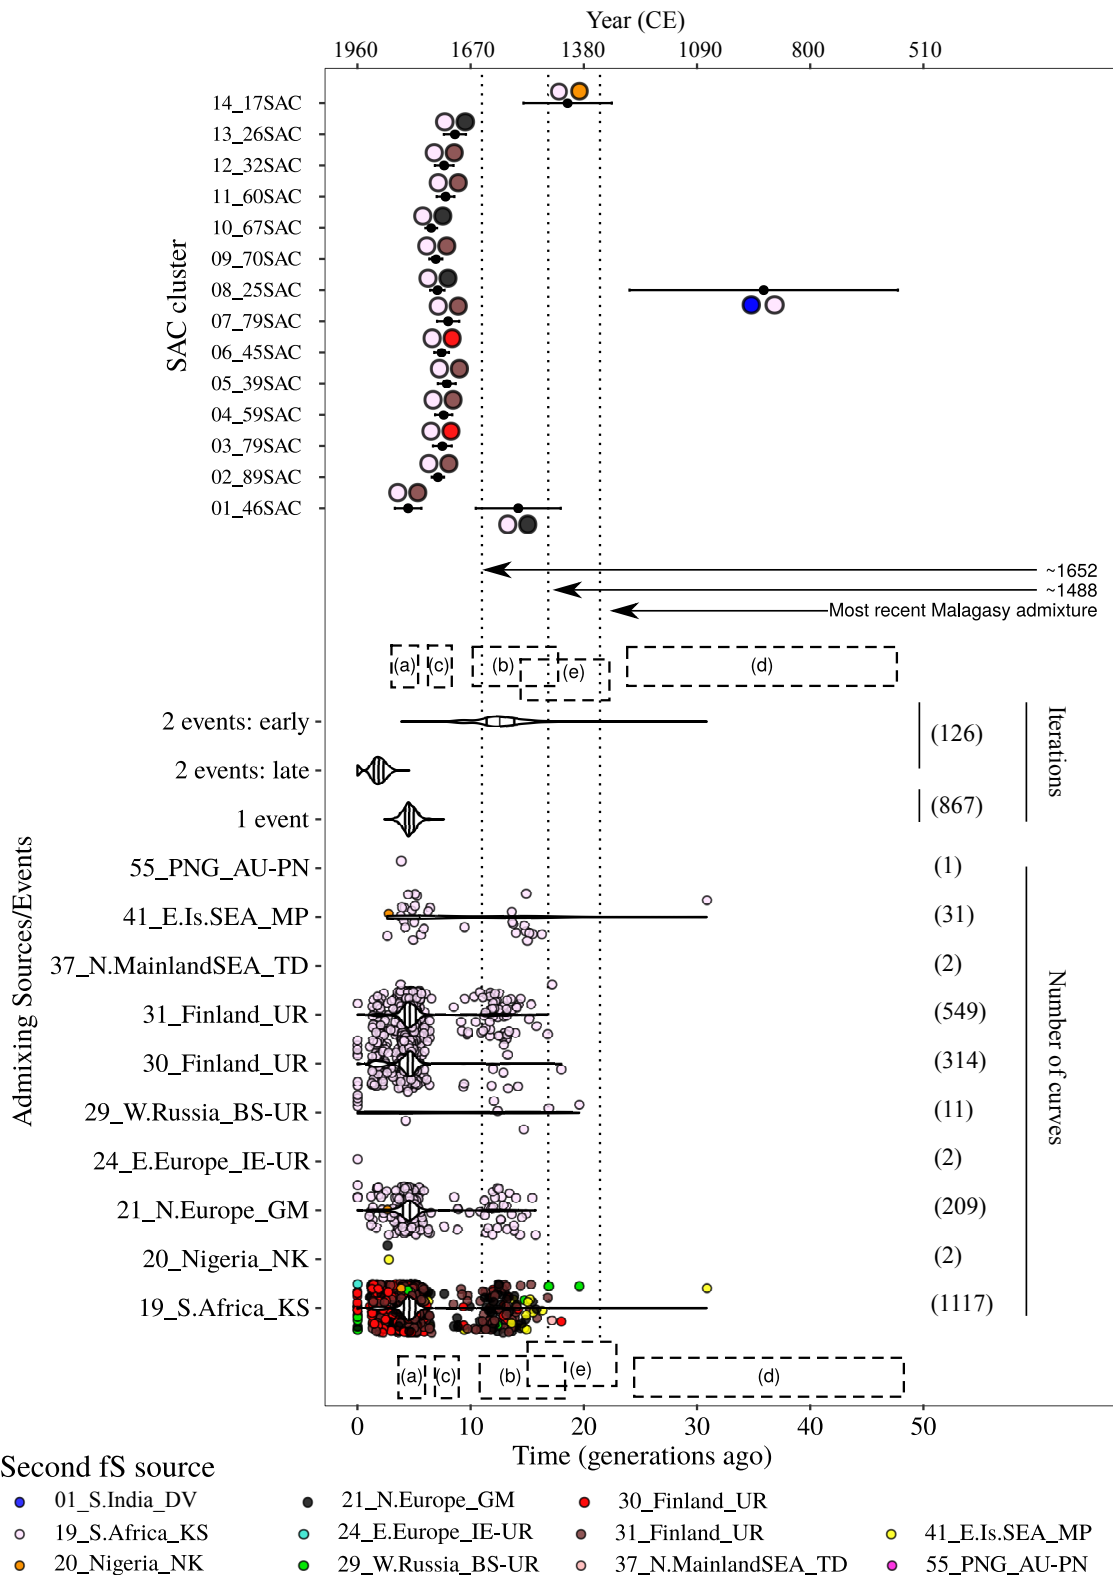 Year (CE)
1960 1670 1380 1090 800 510
SAC cluster
14_17SAC
13_26SAC
12_32SAC
11_60SAC
10_67SAC
09_70SAC
08_25SAC
07_79SAC
06_45SAC
05_39SAC
04_59SAC
03_79SAC
02_89SAC
01_46SAC
~1652
~1488
Most recent Malagasy admixture
(a) (c) (b) (e) (d)
Admixing Sources/Events
2 events: early (126)
2 events: late
1 event (867)
Iterations
55_PNG_AU-PN (1)
41_E.Is.SEA_MP (31)
37_N.MainlandSEA_TD (2)
31_Finland_UR (549)
30_Finland_UR (314)
29_W.Russia_BS-UR (11)
24_E.Europe_IE-UR (2)
21_N.Europe_GM (209)
20_Nigeria_NK (2)
19_S.Africa_KS (1117)
Number of curves
(a) (c) (b) (e) (d)
0 10 20 30 40 50
Time (generations ago)
Second fS source
01_S.India_DV 21_N.Europe_GM 30_Finland_UR
19_S.Africa_KS 24_E.Europe_IE-UR 31_Finland_UR 41_E.Is.SEA_MP
20_Nigeria_NK 29_W.Russia_BS-UR 37_N.MainlandSEA_TD 55_PNG_AU-PN